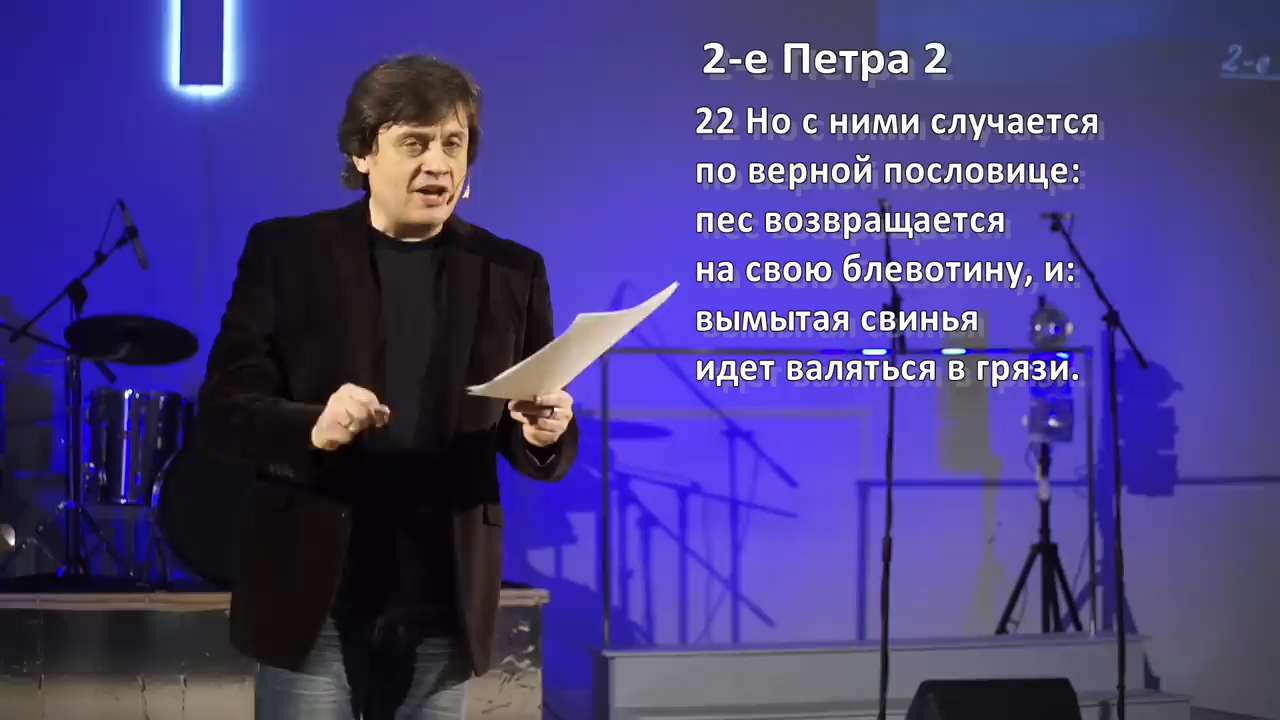 2-е Петра 2
22 Но с ними случается
по верной пословице:
пес возвращается
на свою блевотину, и:
вымытая свинья
идет валяться в грязи.
2-е